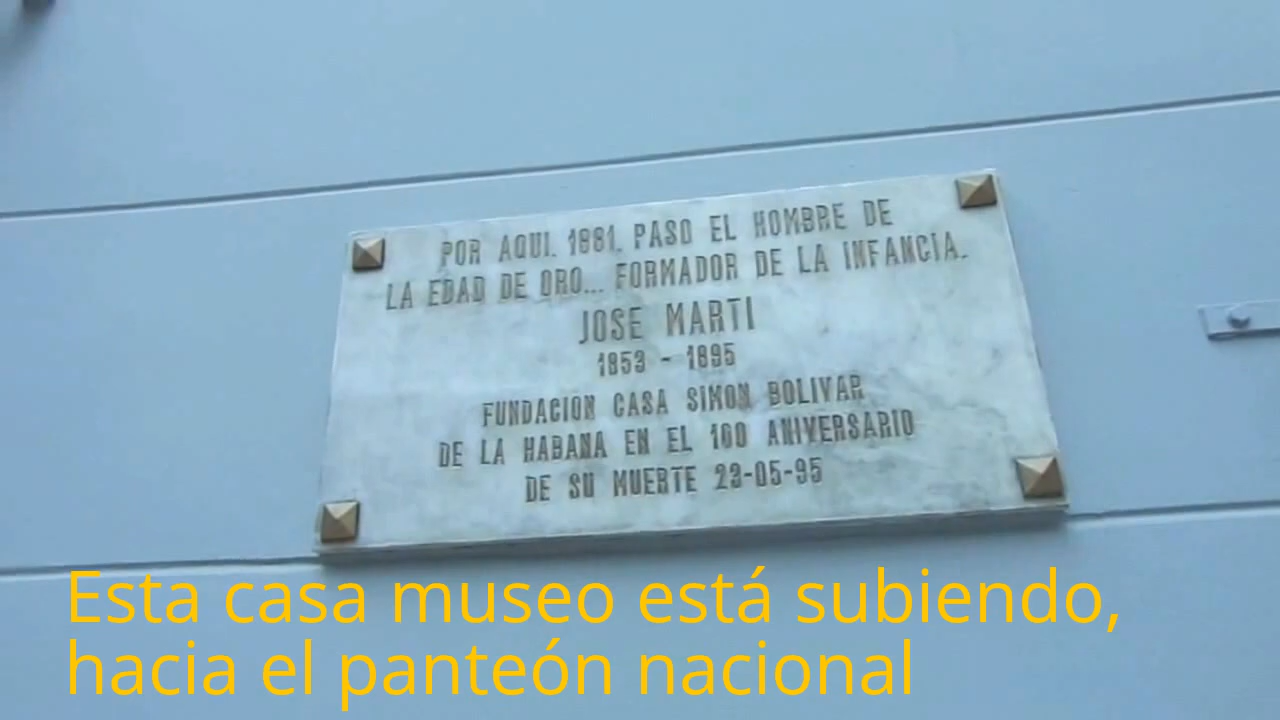 POR AQUI. 1881. PASO EL HOMBRE DE
LA EDAD DE ORO... FORMADOR DE LA INFANCIA.
JOSE MARTI
1853 - 1895
FUNDACION CASA SIMON BOLIVAR
DE LA HABANA EN EL 100 ANIVERSARIO
DE SU MUERTE 23-05-95
Esta casa museo está subiendo,
hacia el panteón nacional